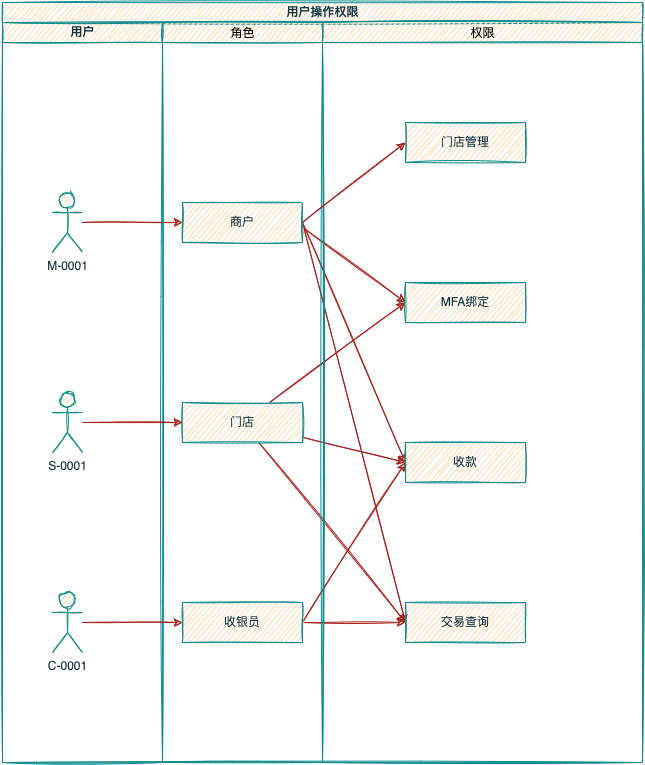 用户操作权限
用户
角色
权限
门店管理
商户
M-0001
MFA绑定
门店
S-0001
收款
收银员
交易查询
C-0001